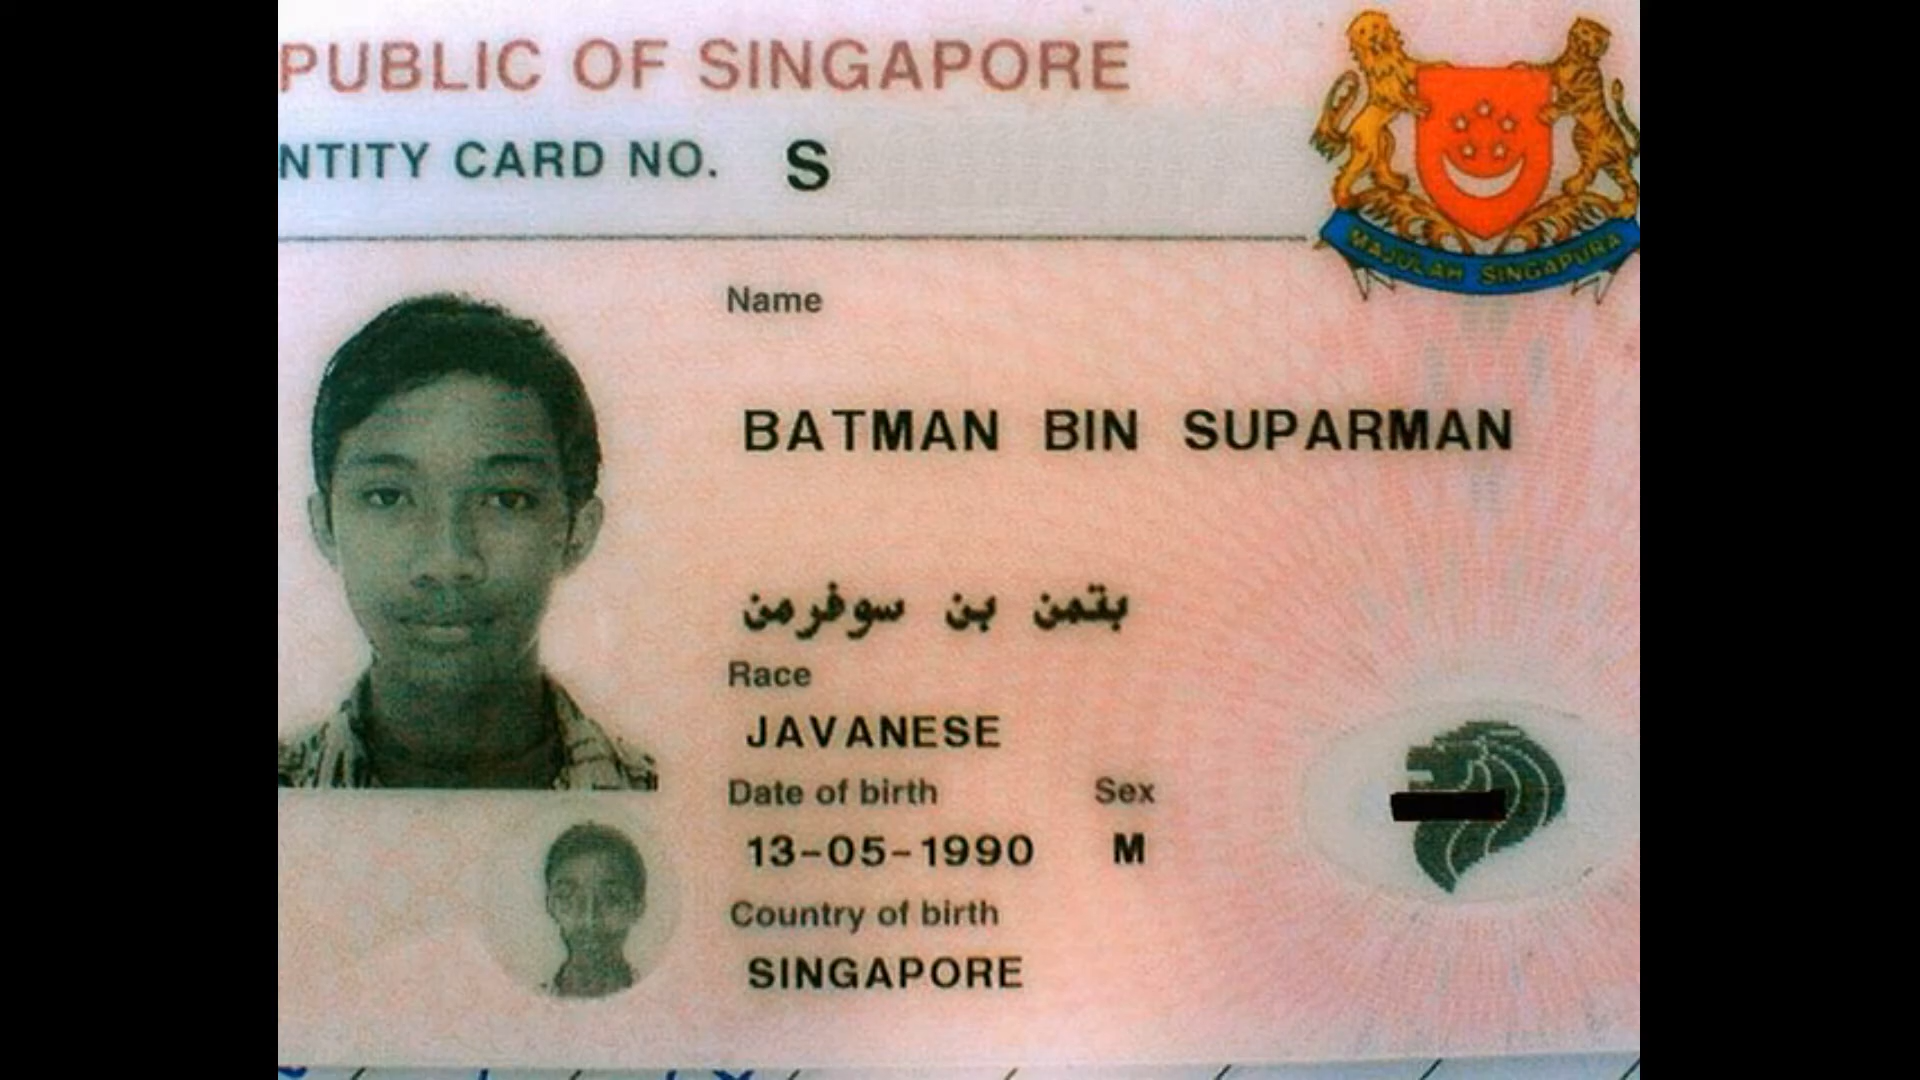 PUBLIC OF SINGAPORE
NTITY CARD NO. S
MAJULAH SINGAPURA
Name
BATMAN BIN SUPARMAN
بتمن بن سوفرمن
Race
JAVANESE
Date of birth Sex
13-05-1990 M
Country of birth
SINGAPORE